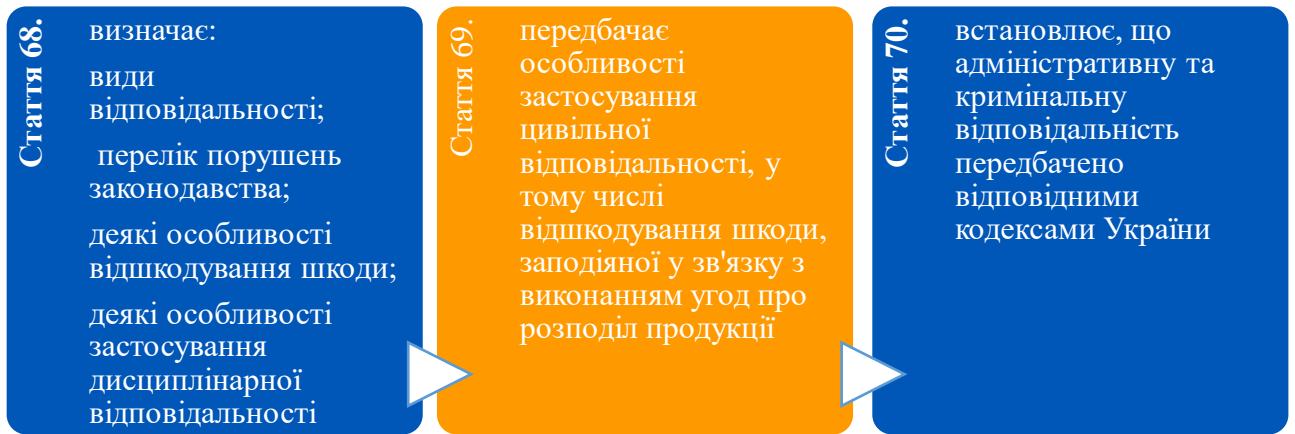 Стаття 68.
визначає:
види
відповідальності;
перелік порушень
законодавства;
деякі особливості
відшкодування шкоди;
деякі особливості
застосування
дисциплінарної
відповідальності
Стаття 69.
передбачає
особливості
застосування
цивільної
відповідальності, у
тому числі
відшкодування шкоди,
заподіяної у зв'язку з
виконанням угод про
розподіл продукції
Стаття 70.
встановлює, що
адміністративну та
кримінальну
відповідальність
передбачено
відповідними
кодексами України